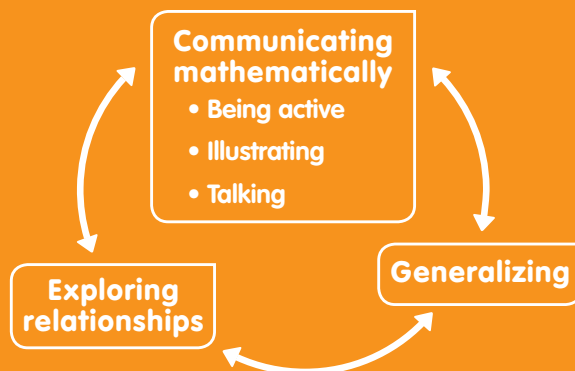 Communicating
mathematically
• Being active
• Illustrating
• Talking
Exploring
relationships
Generalizing